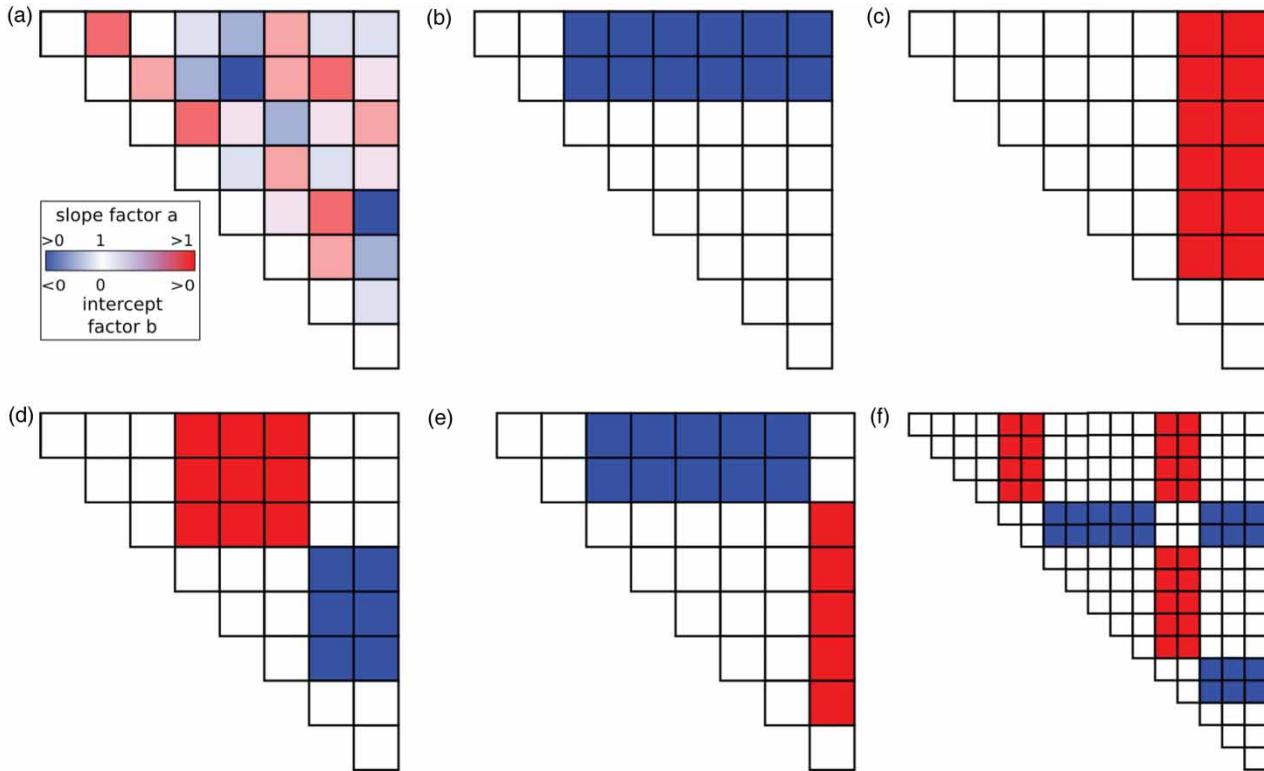 (a)
(b)
(c)
slope factor a
>0 1 >1
<0 0 >0
intercept
factor b
(d)
(e)
(f)